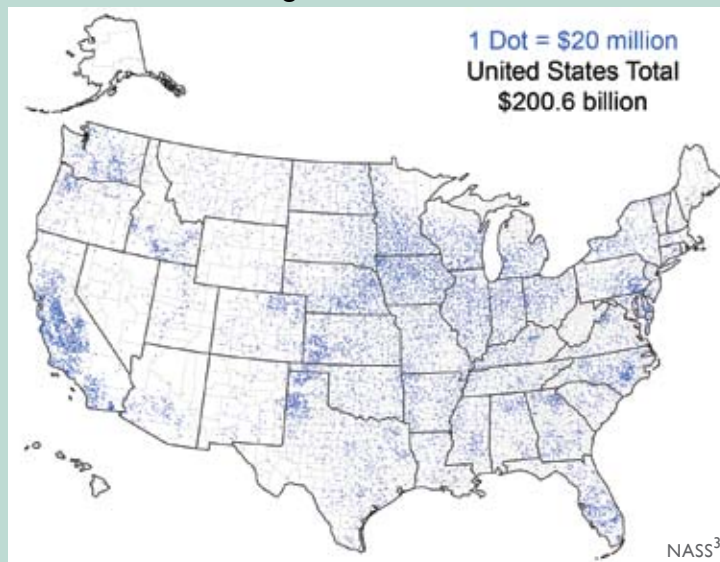 1 Dot = $20 million
United States Total
$200.6 billion
NASS3